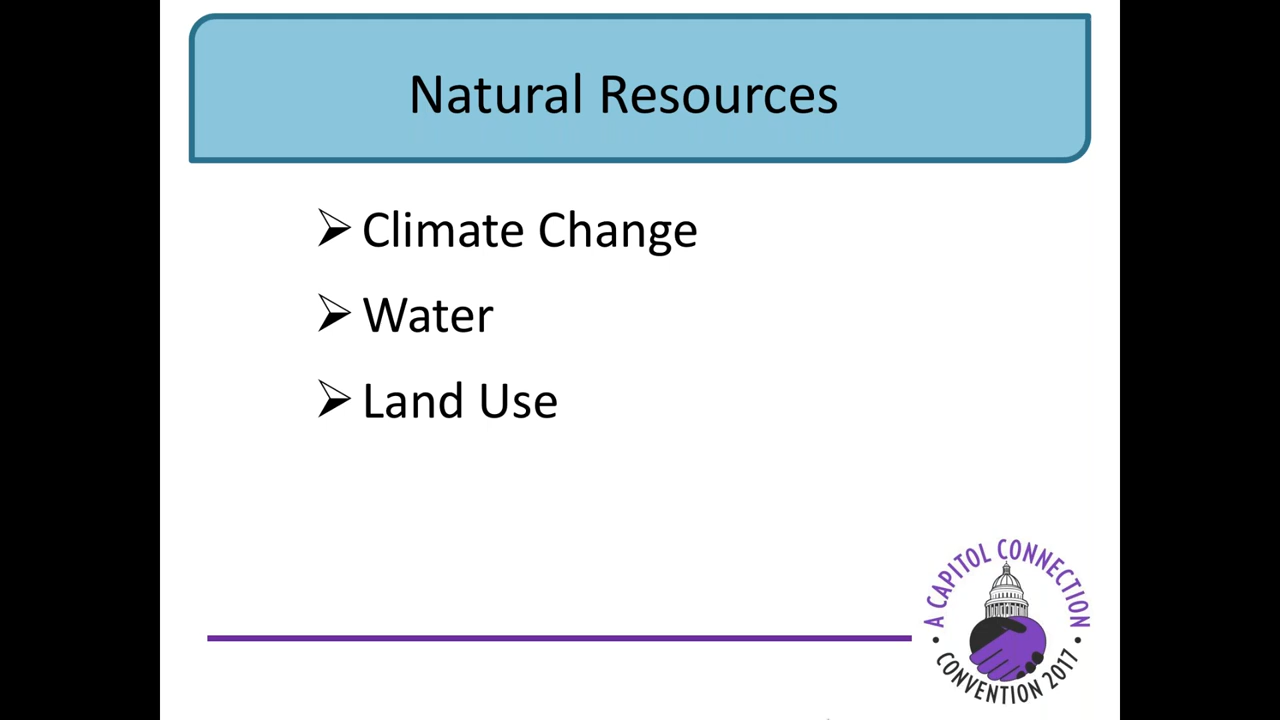 Natural Resources
Climate Change
Water
Land Use
A CAPITOL CONNECTION
• CONVENTION 2017 •